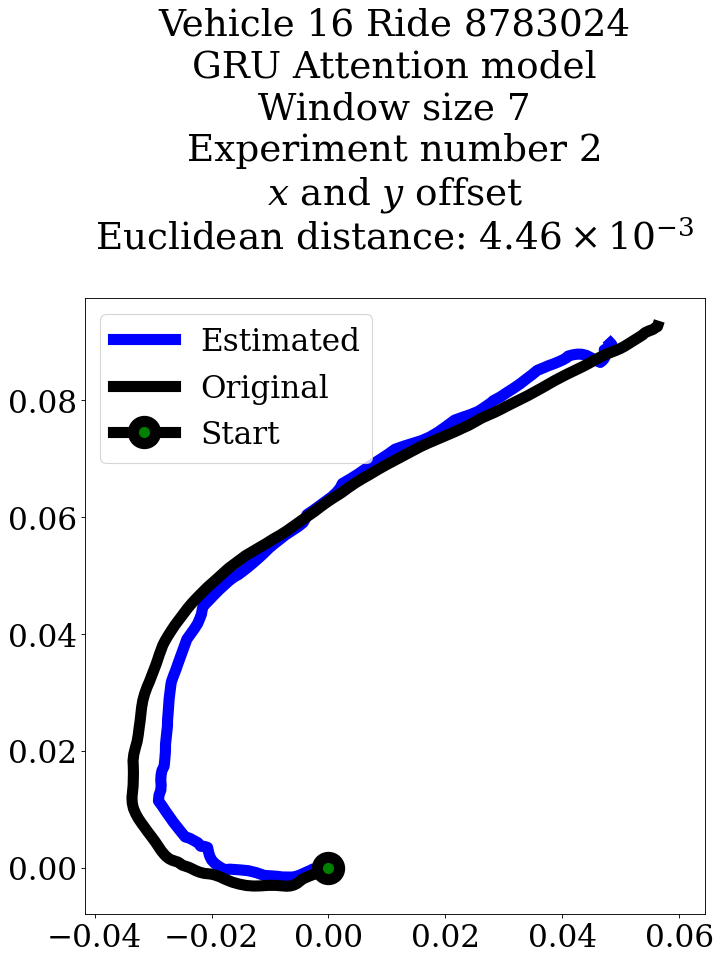 Vehicle 16 Ride 8783024
GRU Attention model
Window size 7
Experiment number 2
x and y offset
Euclidean distance: 4.46 × 10⁻³
Estimated
Original
Start
0.08
0.06
0.04
0.02
0.00
−0.04 −0.02 0.00 0.02 0.04 0.06